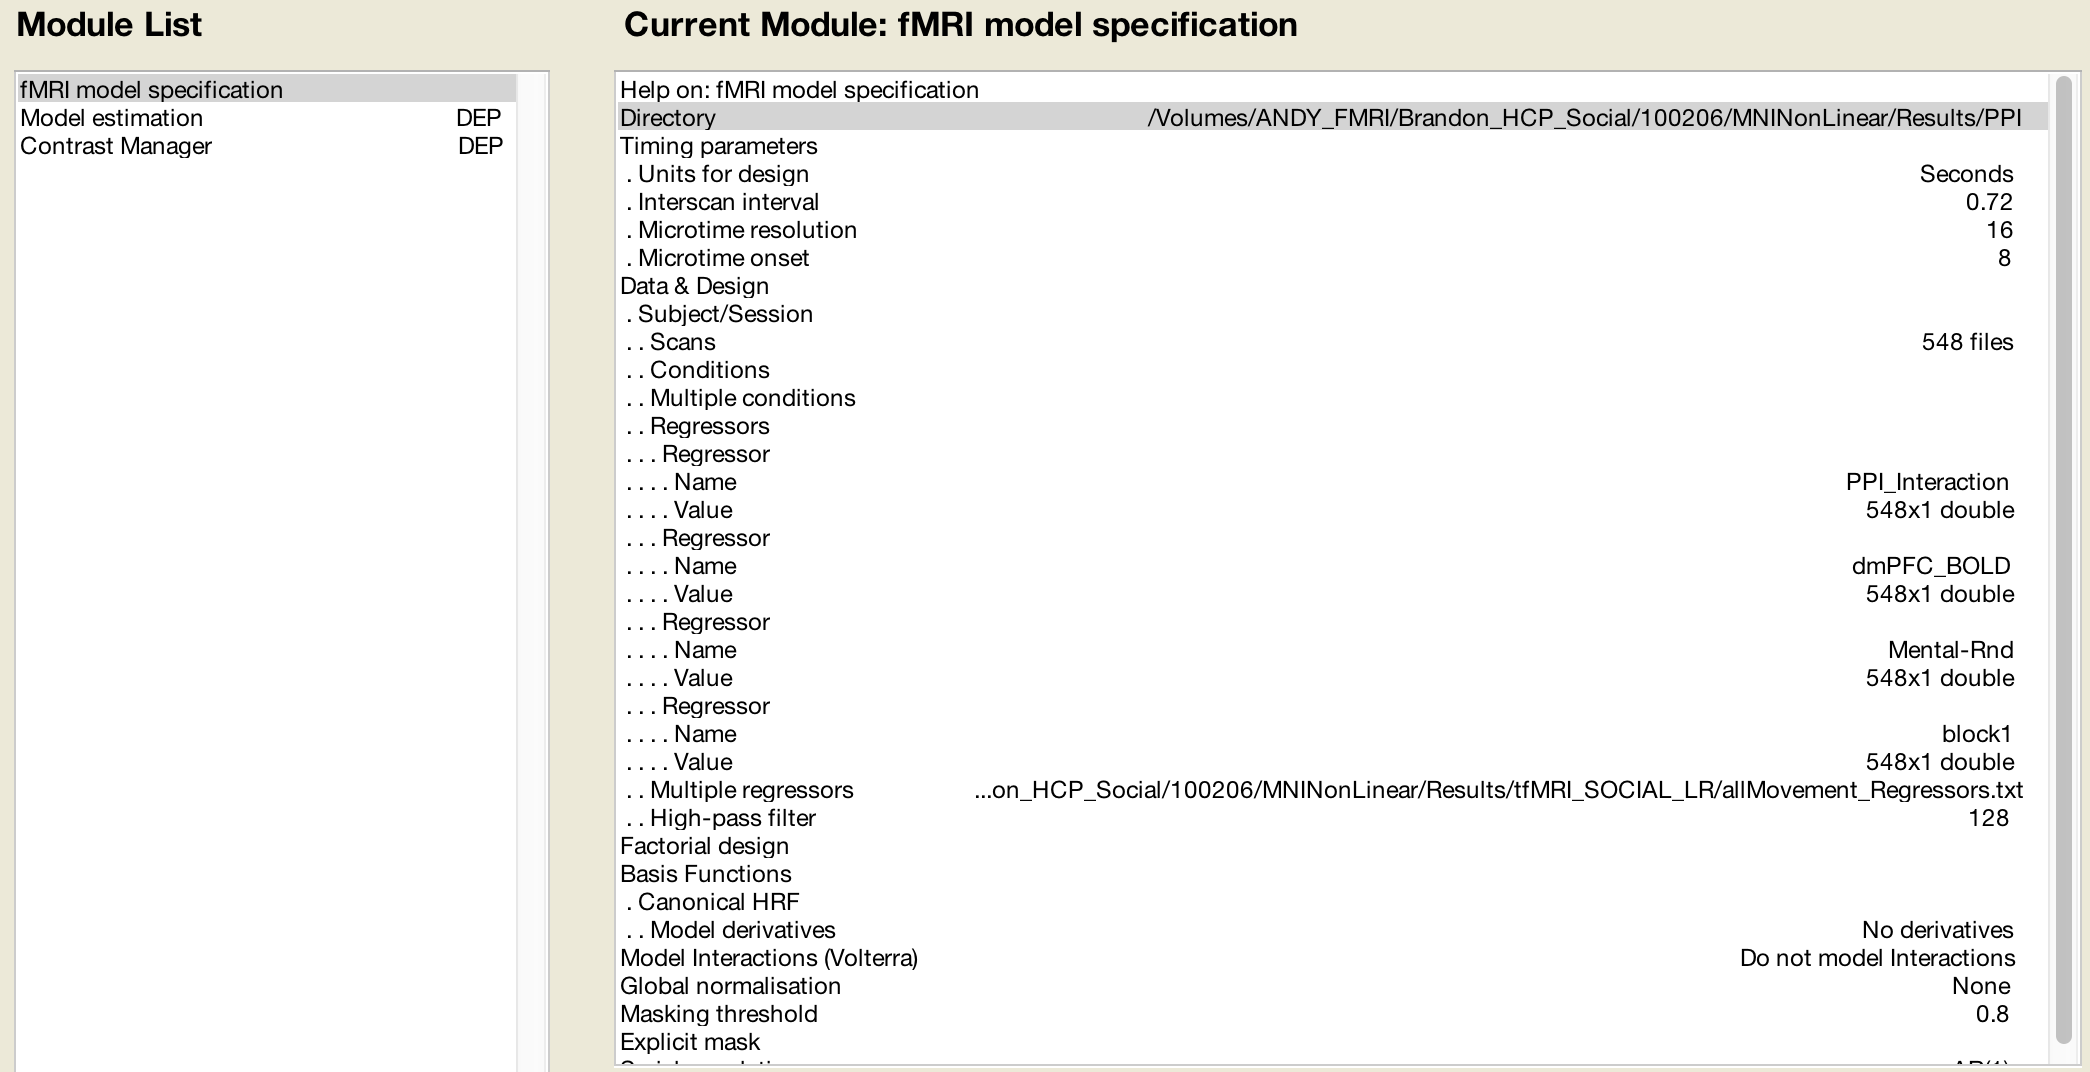 Module List
Current Module: fMRI model specification
fMRI model specification
Model estimation DEP
Contrast Manager DEP
Help on: fMRI model specification
Directory /Volumes/ANDY_FMRI/Brandon_HCP_Social/100206/MNINonLinear/Results/PPI
Timing parameters
. Units for design Seconds
. Interscan interval 0.72
. Microtime resolution 16
. Microtime onset 8
Data & Design
. Subject/Session
. . Scans 548 files
. . Conditions
. . Multiple conditions
. . Regressors
. . . Regressor
. . . . Name PPI_Interaction
. . . . Value 548x1 double
. . . Regressor
. . . . Name dmPFC_BOLD
. . . . Value 548x1 double
. . . Regressor
. . . . Name Mental-Rnd
. . . . Value 548x1 double
. . . Regressor
. . . . Name block1
. . . . Value 548x1 double
. . Multiple regressors ...on_HCP_Social/100206/MNINonLinear/Results/tfMRI_SOCIAL_LR/allMovement_Regressors.txt
. . High-pass filter 128
Factorial design
Basis Functions
. Canonical HRF
. . Model derivatives No derivatives
Model Interactions (Volterra) Do not model Interactions
Global normalisation None
Masking threshold 0.8
Explicit mask